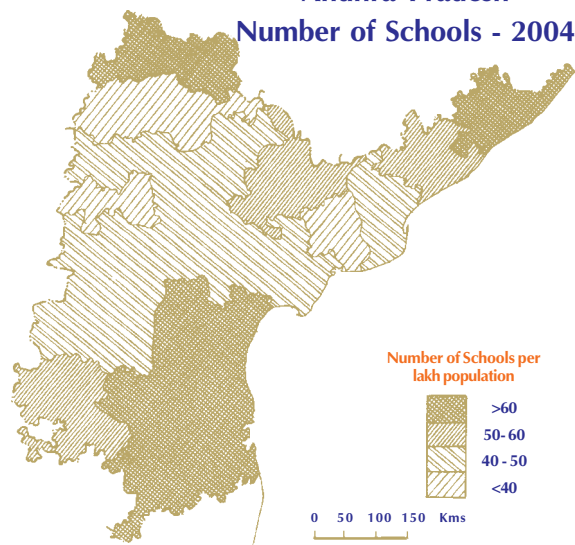 Number of Schools - 2004
Number of Schools per
lakh population
>60
50-60
40-50
<40
0 50 100 150 Kms